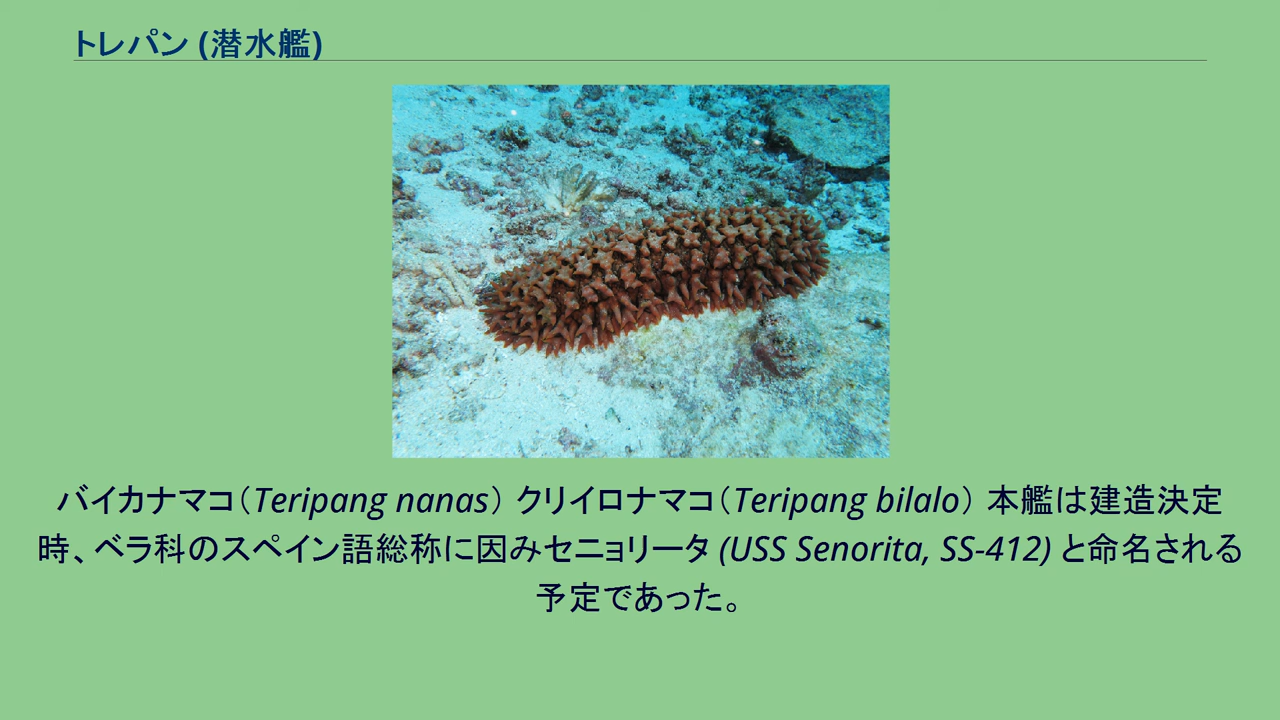 トレパン (潜水艦)
バイカナマコ（Teripang nanas） クリイロナマコ（Teripang bilalo） 本艦は建造決定
時、ベラ科のスペイン語総称に因みセニョリータ (USS Senorita, SS-412) と命名される
予定であった。